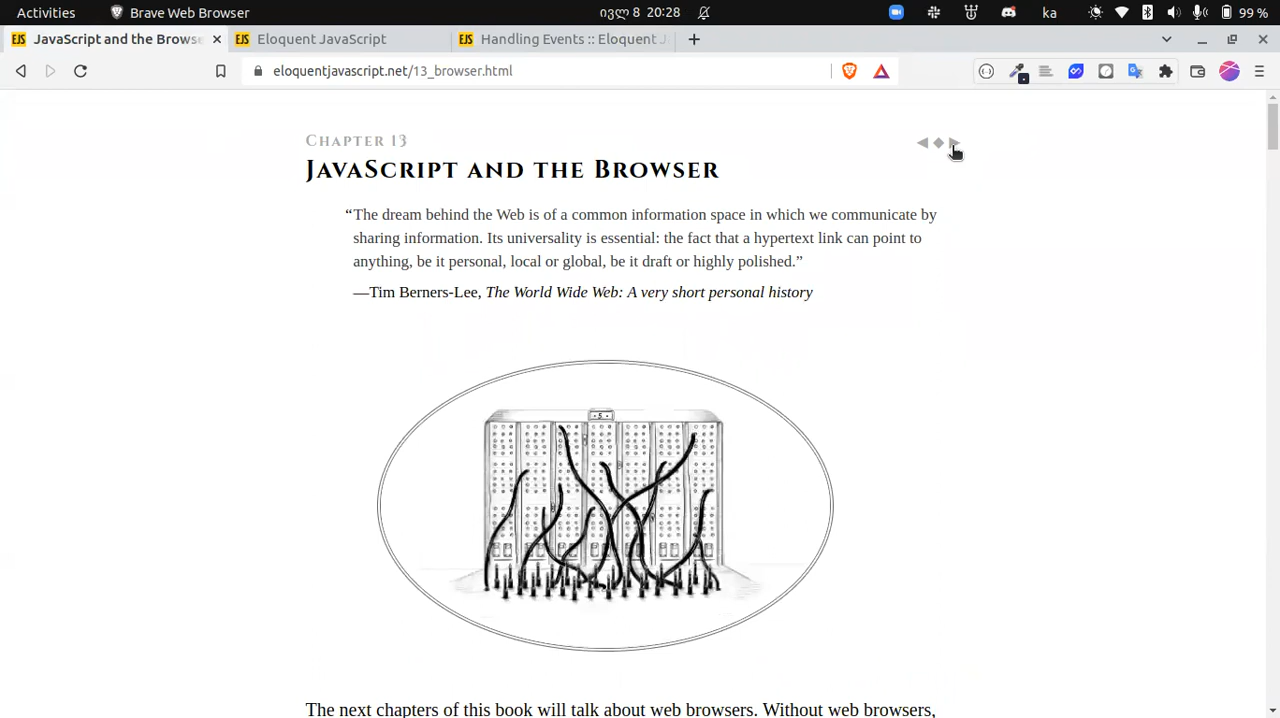 Activities Brave Web Browser ივლ 8 20:28 ka 99 %
EJS JavaScript and the Browse EJS Eloquent JavaScript EJS Handling Events :: Eloquent J
eloquentjavascript.net/13_browser.html
Chapter 13
JavaScript and the Browser
“The dream behind the Web is of a common information space in which we communicate by
sharing information. Its universality is essential: the fact that a hypertext link can point to
anything, be it personal, local or global, be it draft or highly polished.”
—Tim Berners-Lee, The World Wide Web: A very short personal history
· 5 ·
The next chapters of this book will talk about web browsers. Without web browsers,